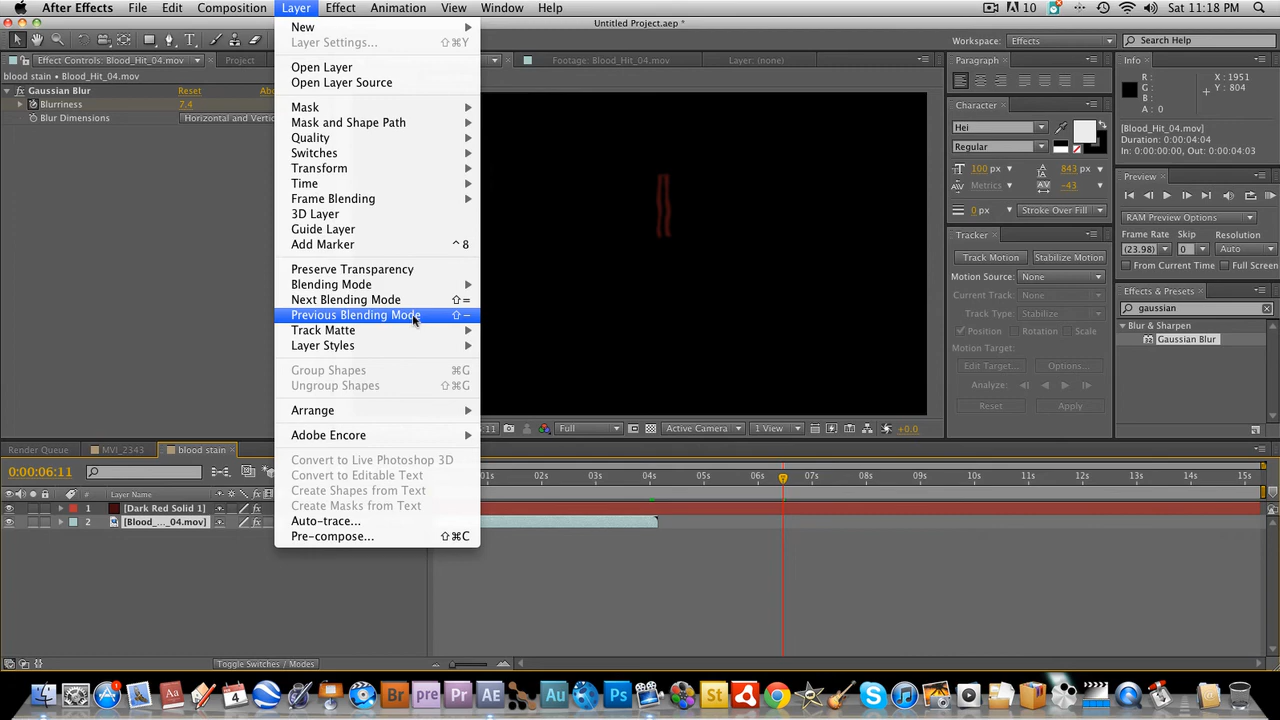 After Effects File Edit Composition Layer Effect Animation View Window Help 10 Sat 11:18 PM
Untitled Project.aep *
Workspace: Effects Search Help
Effect Controls: Blood_Hit_04.mov Project
blood stain • Blood_Hit_04.mov
Gaussian Blur Reset
Blurriness 7.4
Blur Dimensions Horizontal and Vertic
New
Layer Settings... ⇧⌘Y
Open Layer
Open Layer Source
Mask
Mask and Shape Path
Quality
Switches
Transform
Time
Frame Blending
3D Layer
Guide Layer
Add Marker ^8
Preserve Transparency
Blending Mode
Next Blending Mode ⇧=
Previous Blending Mode ⇧–
Track Matte
Layer Styles
Group Shapes ⌘G
Ungroup Shapes ⇧⌘G
Arrange
Adobe Encore
Convert to Live Photoshop 3D
Convert to Editable Text
Create Shapes from Text
Create Masks from Text
Auto-trace...
Pre-compose... ⇧⌘C
Footage: Blood_Hit_04.mov Layer: (none)
11 Full Active Camera 1 View +0.0
Paragraph
Character
Hei
Regular
100 px 843 px
Metrics -43
0 px Stroke Over Fill
Tracker
Track Motion Stabilize Motion
Motion Source: None
Current Track: None
Track Type: Stabilize
Position Rotation Scale
Motion Target:
Edit Target... Options...
Analyze:
Reset Apply
Info
R: X : 1951
G: Y : 804
B:
A: 0
[Blood_Hit_04.mov]
Duration: 0:00:04:04
In: 0:00:00:00, Out: 0:00:04:03
Preview
RAM Preview Options
Frame Rate Skip Resolution
(23.98) 0 Auto
From Current Time Full Screen
Effects & Presets
gaussian
Blur & Sharpen
Gaussian Blur
Render Queue MVI_2343 blood stain
0:00:06:11
# Layer Name
1 [Dark Red Solid 1]
2 [Blood_..._04.mov]
01s 02s 03s 04s 05s 06s 07s 08s 09s 10s 11s 12s 13s 14s 15s
Toggle Switches / Modes
4 Br pre Pr AE Au Ps St